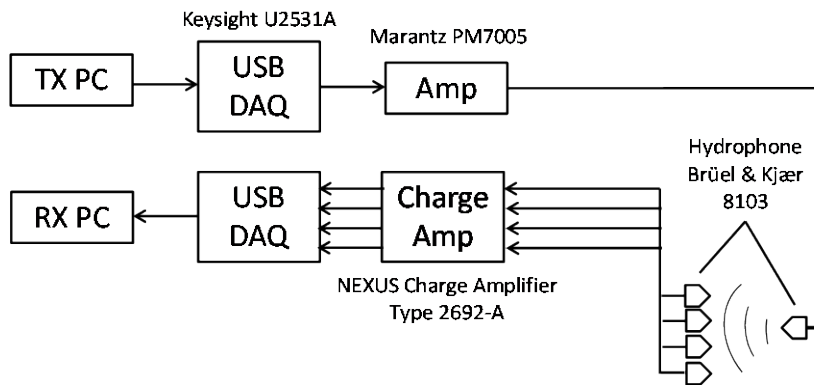 Keysight U2531A
Marantz PM7005
TX PC
USB
DAQ
Amp
Hydrophone
Brüel & Kjær
8103
RX PC
USB
DAQ
Charge
Amp
NEXUS Charge Amplifier
Type 2692-A